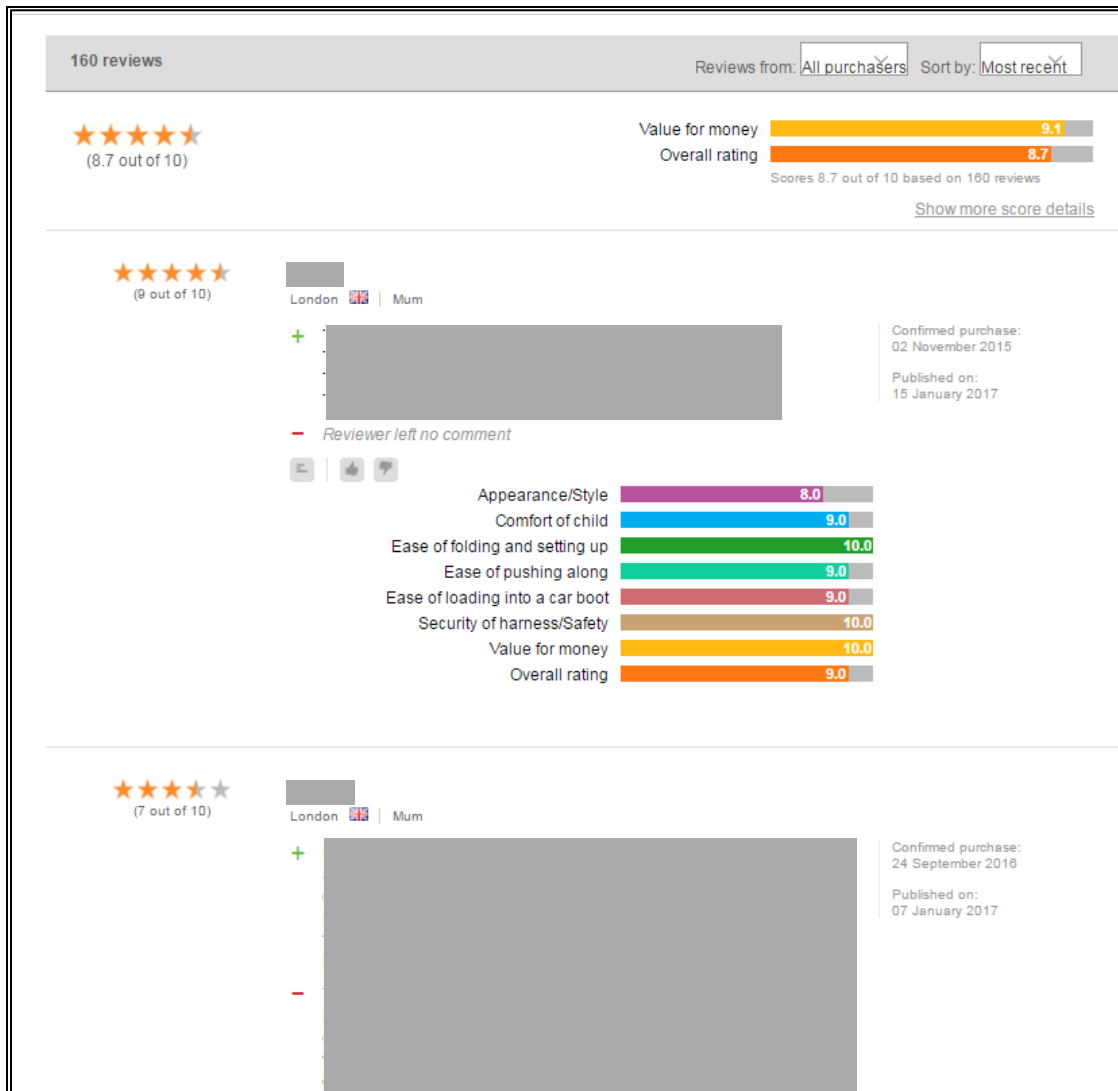 160 reviews
Reviews from: All purchasers Sort by: Most recent
(8.7 out of 10)
Value for money 9.1
Overall rating 8.7
Scores 8.7 out of 10 based on 160 reviews
Show more score details
(9 out of 10)
London | Mum
+
Confirmed purchase:
02 November 2015
Published on:
15 January 2017
– Reviewer left no comment
Appearance/Style 8.0
Comfort of child 9.0
Ease of folding and setting up 10.0
Ease of pushing along 9.0
Ease of loading into a car boot 9.0
Security of harness/Safety 10.0
Value for money 10.0
Overall rating 9.0
(7 out of 10)
London | Mum
+
Confirmed purchase:
24 September 2016
Published on:
07 January 2017
–